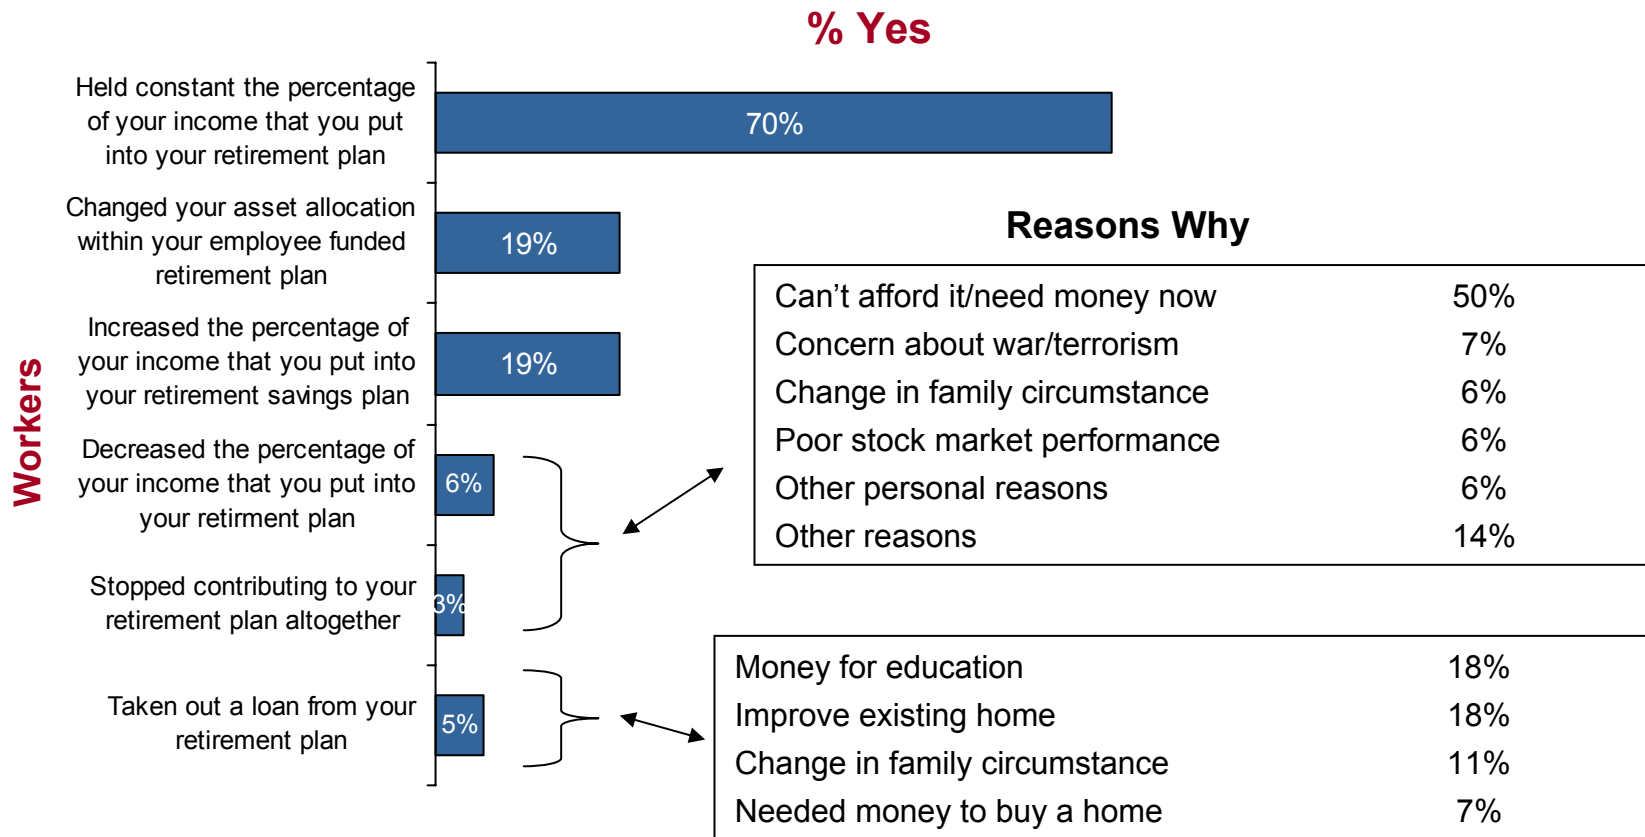 % Yes
Workers
Held constant the percentage
of your income that you put
into your retirement plan
70%
Changed your asset allocation
within your employee funded
retirement plan
19%
Increased the percentage of
your income that you put into
your retirement savings plan
19%
Decreased the percentage of
your income that you put into
your retirment plan
6%
Stopped contributing to your
retirement plan altogether
3%
Taken out a loan from your
retirement plan
5%
Reasons Why
Can't afford it/need money now 50%
Concern about war/terrorism 7%
Change in family circumstance 6%
Poor stock market performance 6%
Other personal reasons 6%
Other reasons 14%
Money for education 18%
Improve existing home 18%
Change in family circumstance 11%
Needed money to buy a home 7%